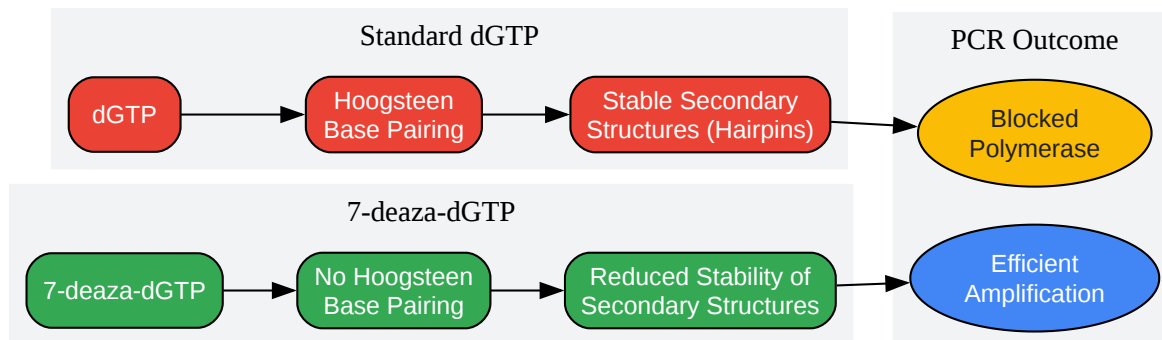 Standard dGTP
dGTP
Hoogsteen
Base Pairing
Stable Secondary
Structures (Hairpins)
7-deaza-dGTP
7-deaza-dGTP
No Hoogsteen
Base Pairing
Reduced Stability of
Secondary Structures
PCR Outcome
Blocked
Polymerase
Efficient
Amplification